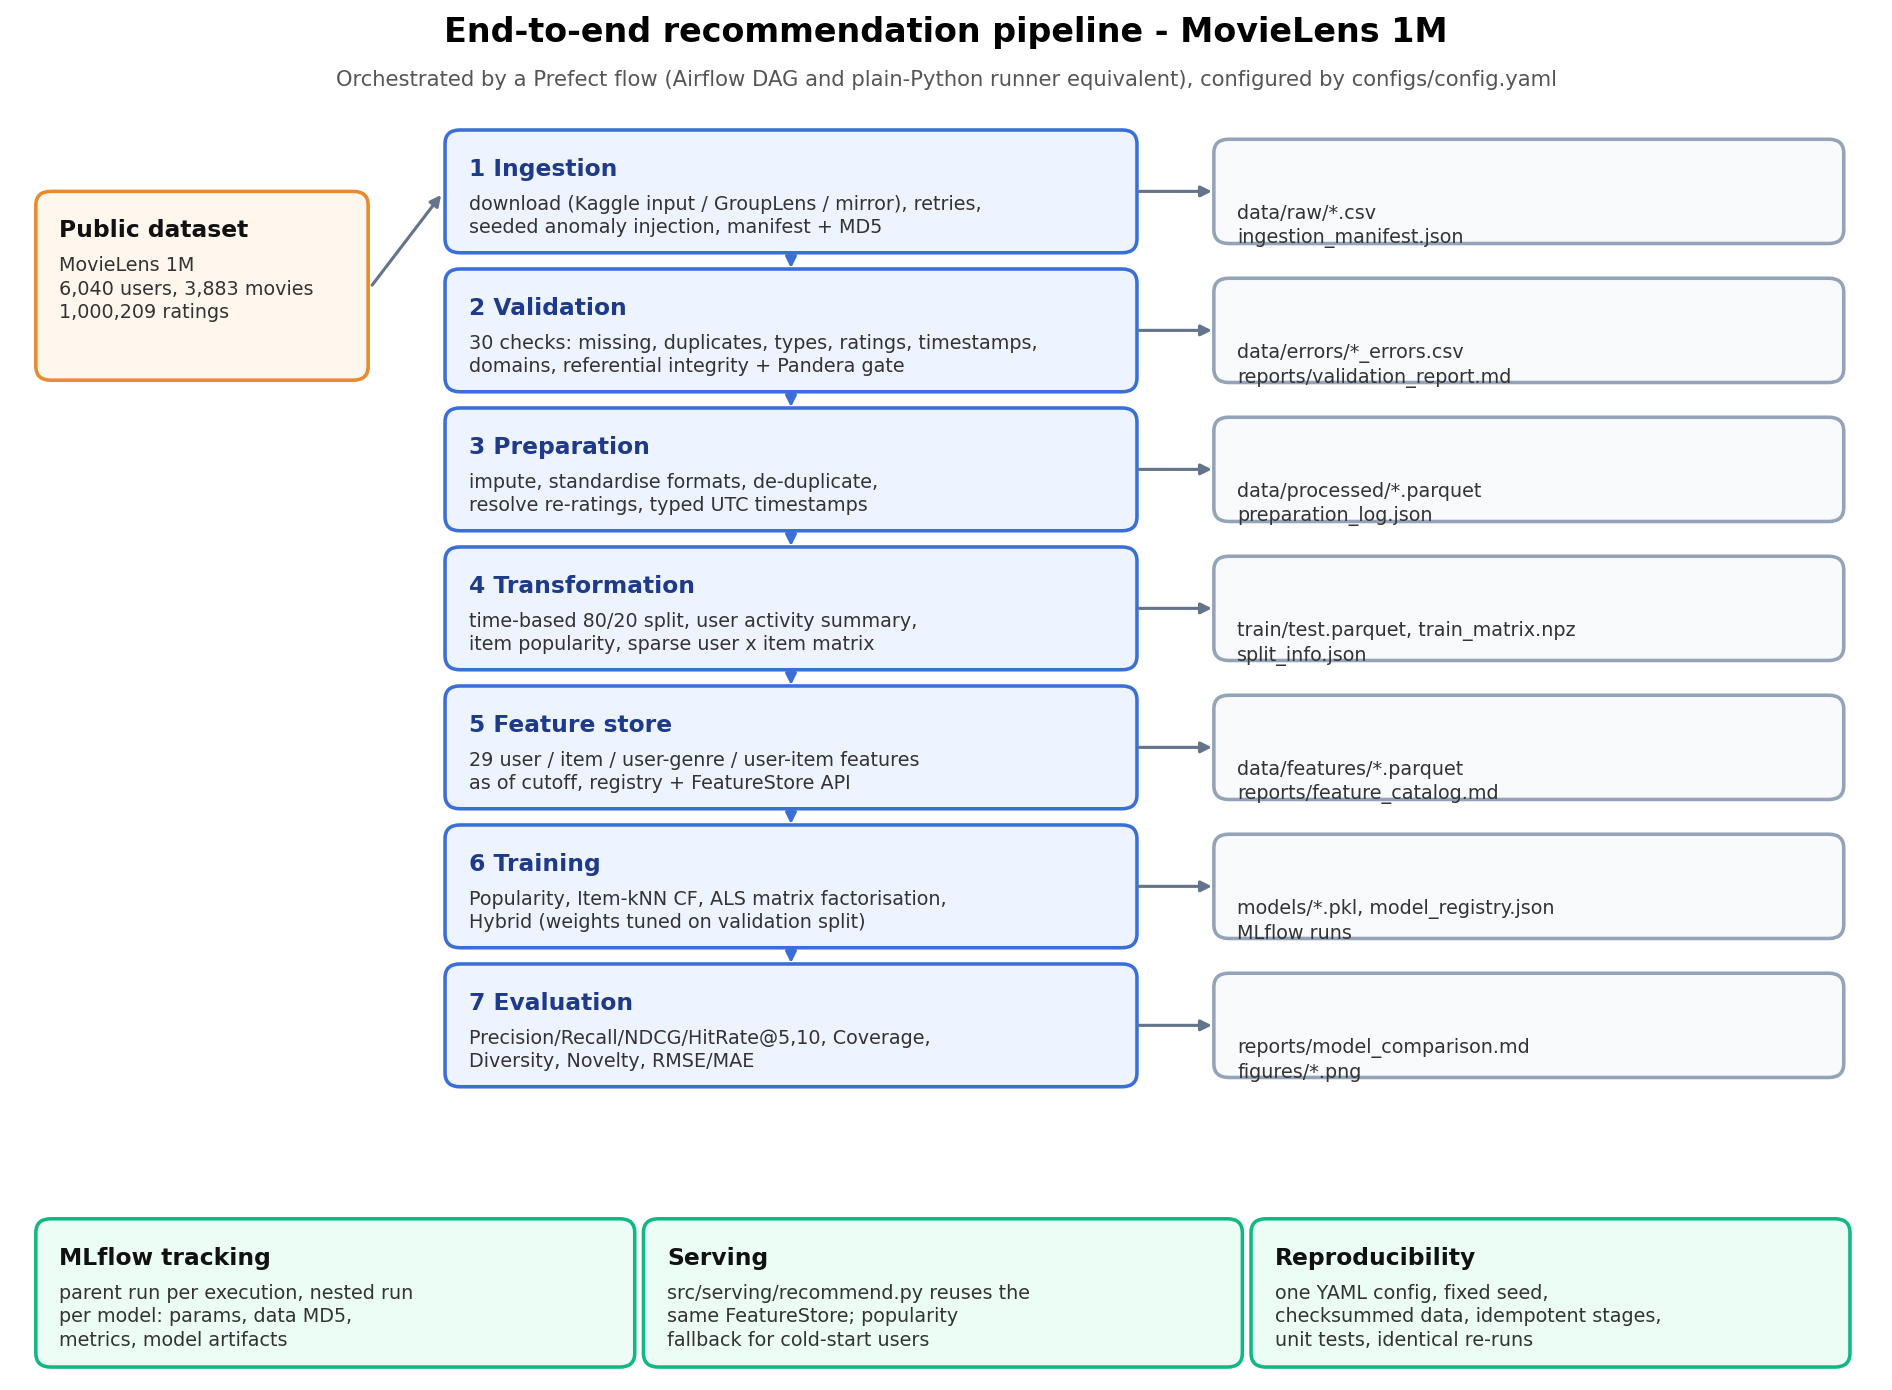 End-to-end recommendation pipeline - MovieLens 1M
Orchestrated by a Prefect flow (Airflow DAG and plain-Python runner equivalent), configured by configs/config.yaml
Public dataset
MovieLens 1M
6,040 users, 3,883 movies
1,000,209 ratings
1 Ingestion
download (Kaggle input / GroupLens / mirror), retries,
seeded anomaly injection, manifest + MD5
data/raw/*.csv
ingestion_manifest.json
2 Validation
30 checks: missing, duplicates, types, ratings, timestamps,
domains, referential integrity + Pandera gate
data/errors/*_errors.csv
reports/validation_report.md
3 Preparation
impute, standardise formats, de-duplicate,
resolve re-ratings, typed UTC timestamps
data/processed/*.parquet
preparation_log.json
4 Transformation
time-based 80/20 split, user activity summary,
item popularity, sparse user x item matrix
train/test.parquet, train_matrix.npz
split_info.json
5 Feature store
29 user / item / user-genre / user-item features
as of cutoff, registry + FeatureStore API
data/features/*.parquet
reports/feature_catalog.md
6 Training
Popularity, Item-kNN CF, ALS matrix factorisation,
Hybrid (weights tuned on validation split)
models/*.pkl, model_registry.json
MLflow runs
7 Evaluation
Precision/Recall/NDCG/HitRate@5,10, Coverage,
Diversity, Novelty, RMSE/MAE
reports/model_comparison.md
figures/*.png
MLflow tracking
parent run per execution, nested run
per model: params, data MD5,
metrics, model artifacts
Serving
src/serving/recommend.py reuses the
same FeatureStore; popularity
fallback for cold-start users
Reproducibility
one YAML config, fixed seed,
checksummed data, idempotent stages,
unit tests, identical re-runs